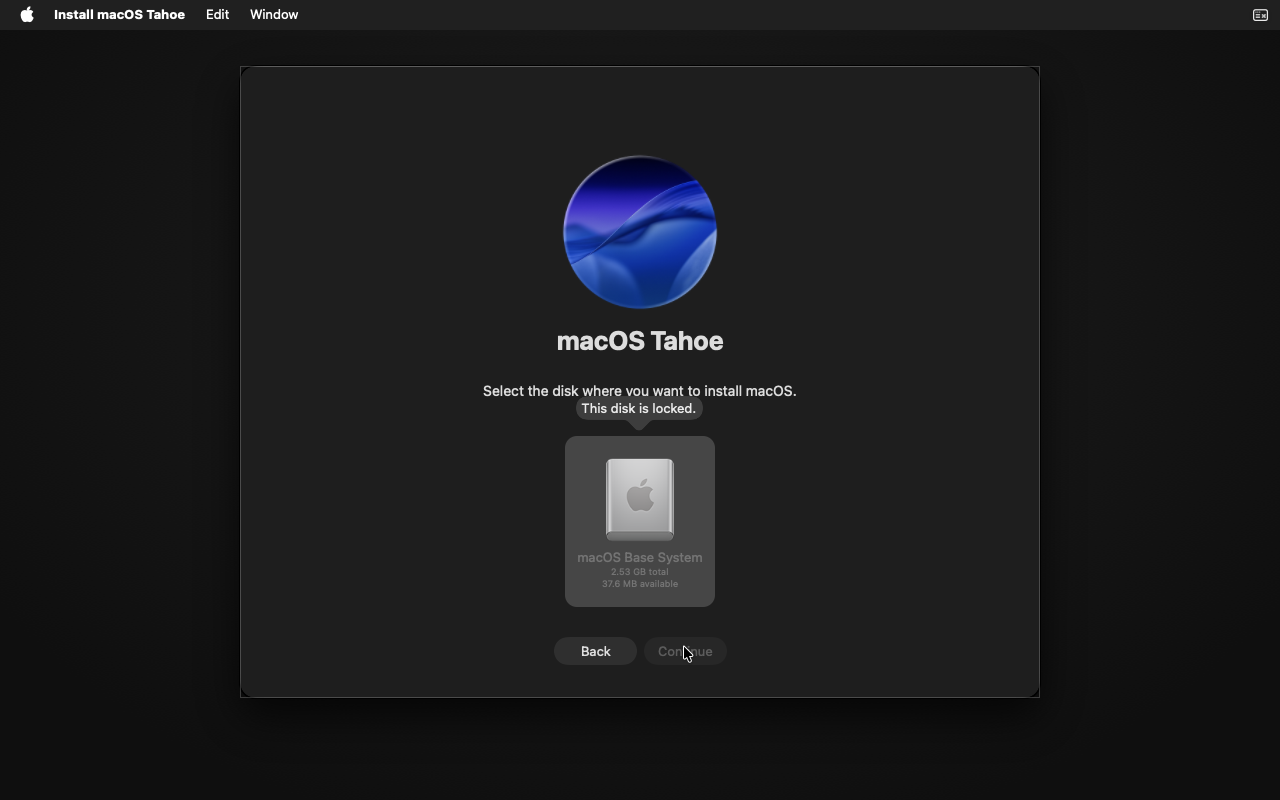 Install macOS Tahoe Edit Window
macOS Tahoe
Select the disk where you want to install macOS.
This disk is locked.
macOS Base System
2.53 GB total
37.6 MB available
Back Continue